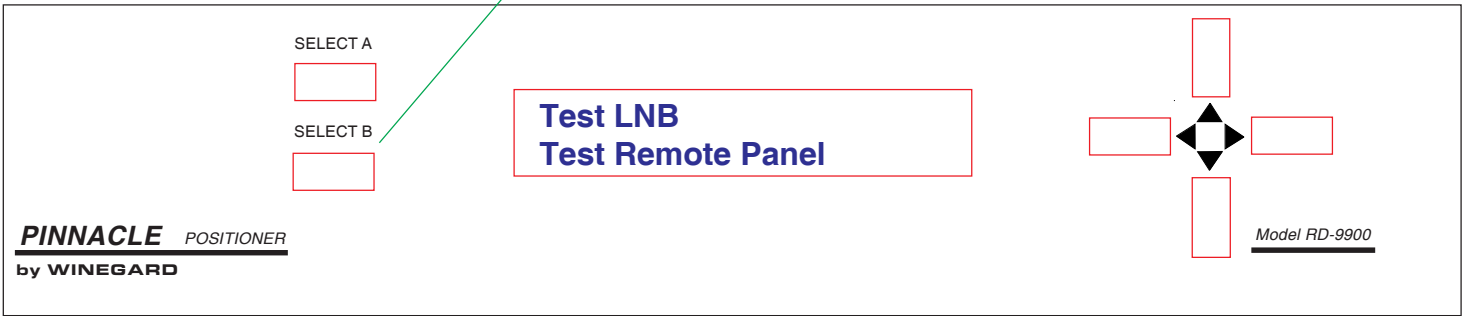 SELECT A
SELECT B
Test LNB
Test Remote Panel
PINNACLE POSITIONER
by WINEGARD
Model RD-9900